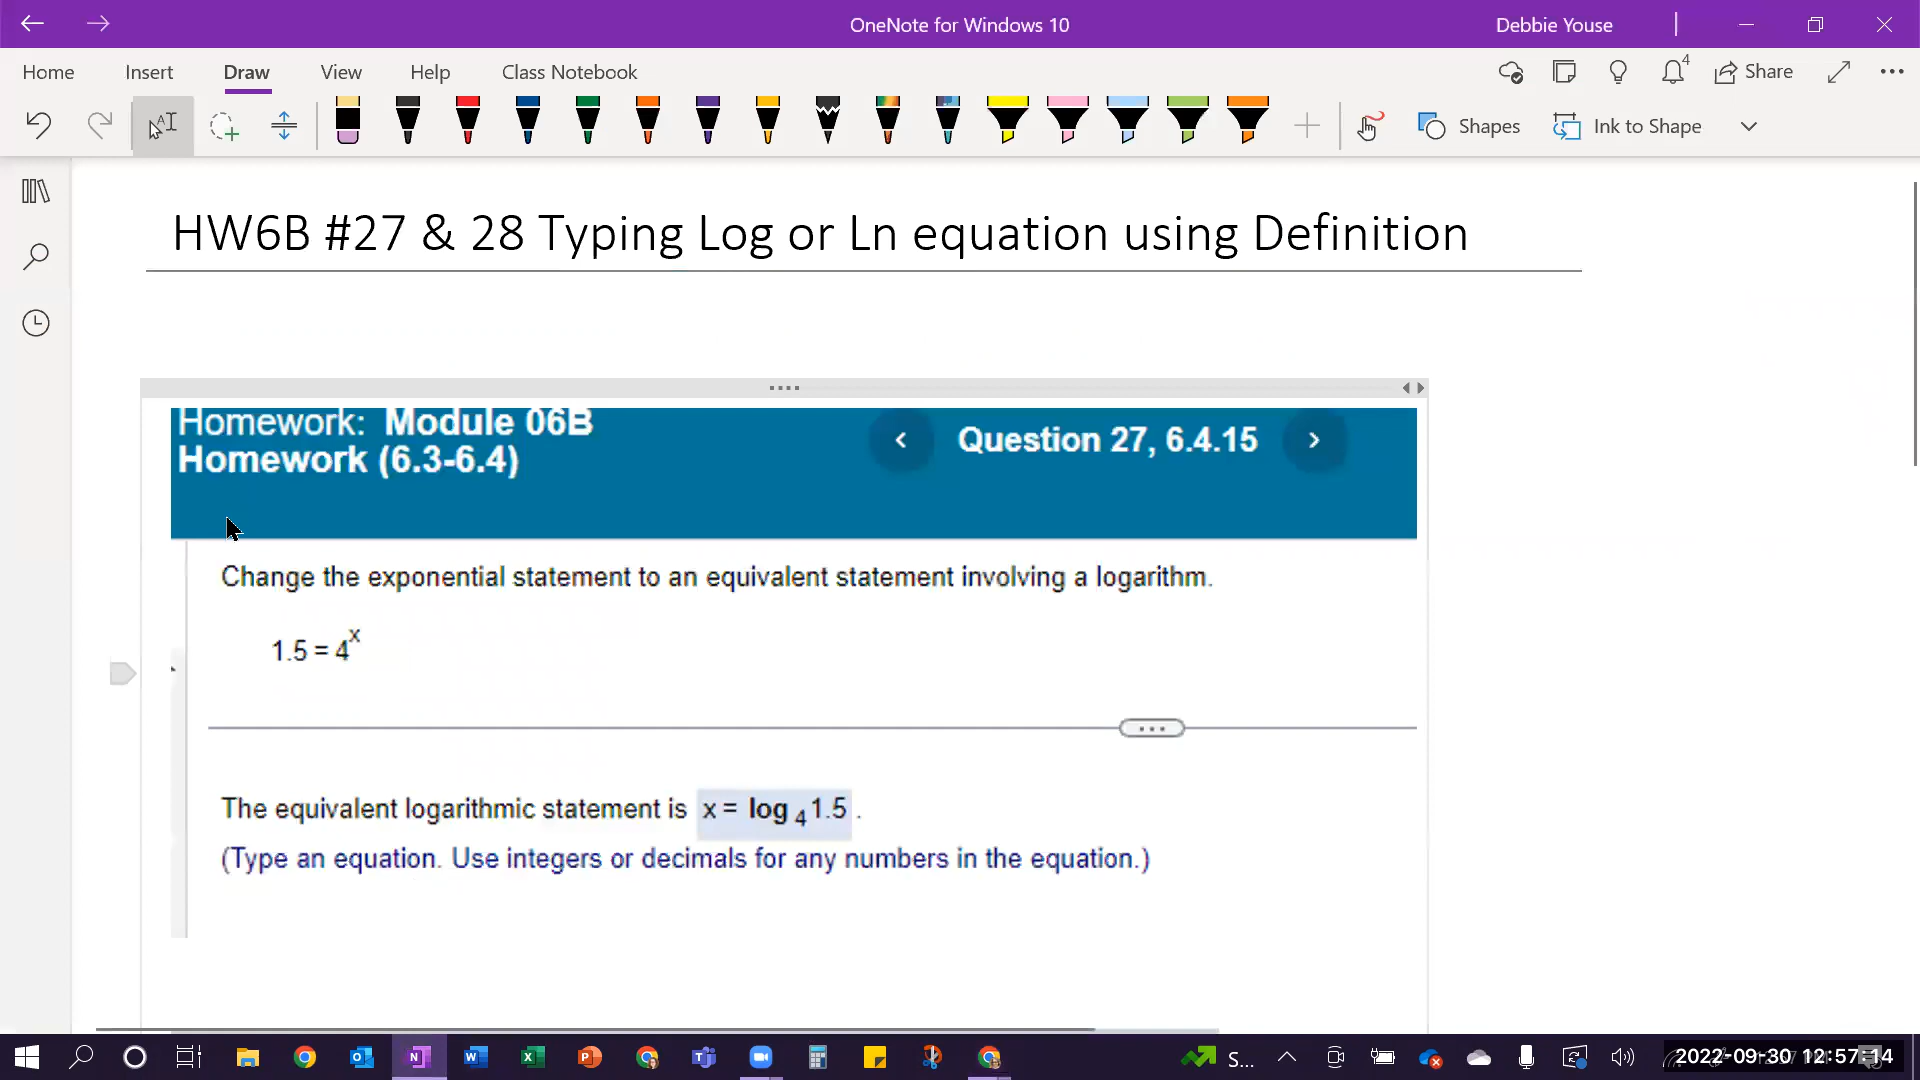 OneNote for Windows 10
Debbie Youse
Home Insert Draw View Help Class Notebook
4
Share
Shapes
Ink to Shape
HW6B #27 & 28 Typing Log or Ln equation using Definition
Homework: Module 06B
Homework (6.3-6.4)
Question 27, 6.4.15
Change the exponential statement to an equivalent statement involving a logarithm.
1.5 = 4^x
The equivalent logarithmic statement is x = log ₄ 1.5 .
(Type an equation. Use integers or decimals for any numbers in the equation.)
S...
2022-09-30 12:57:14